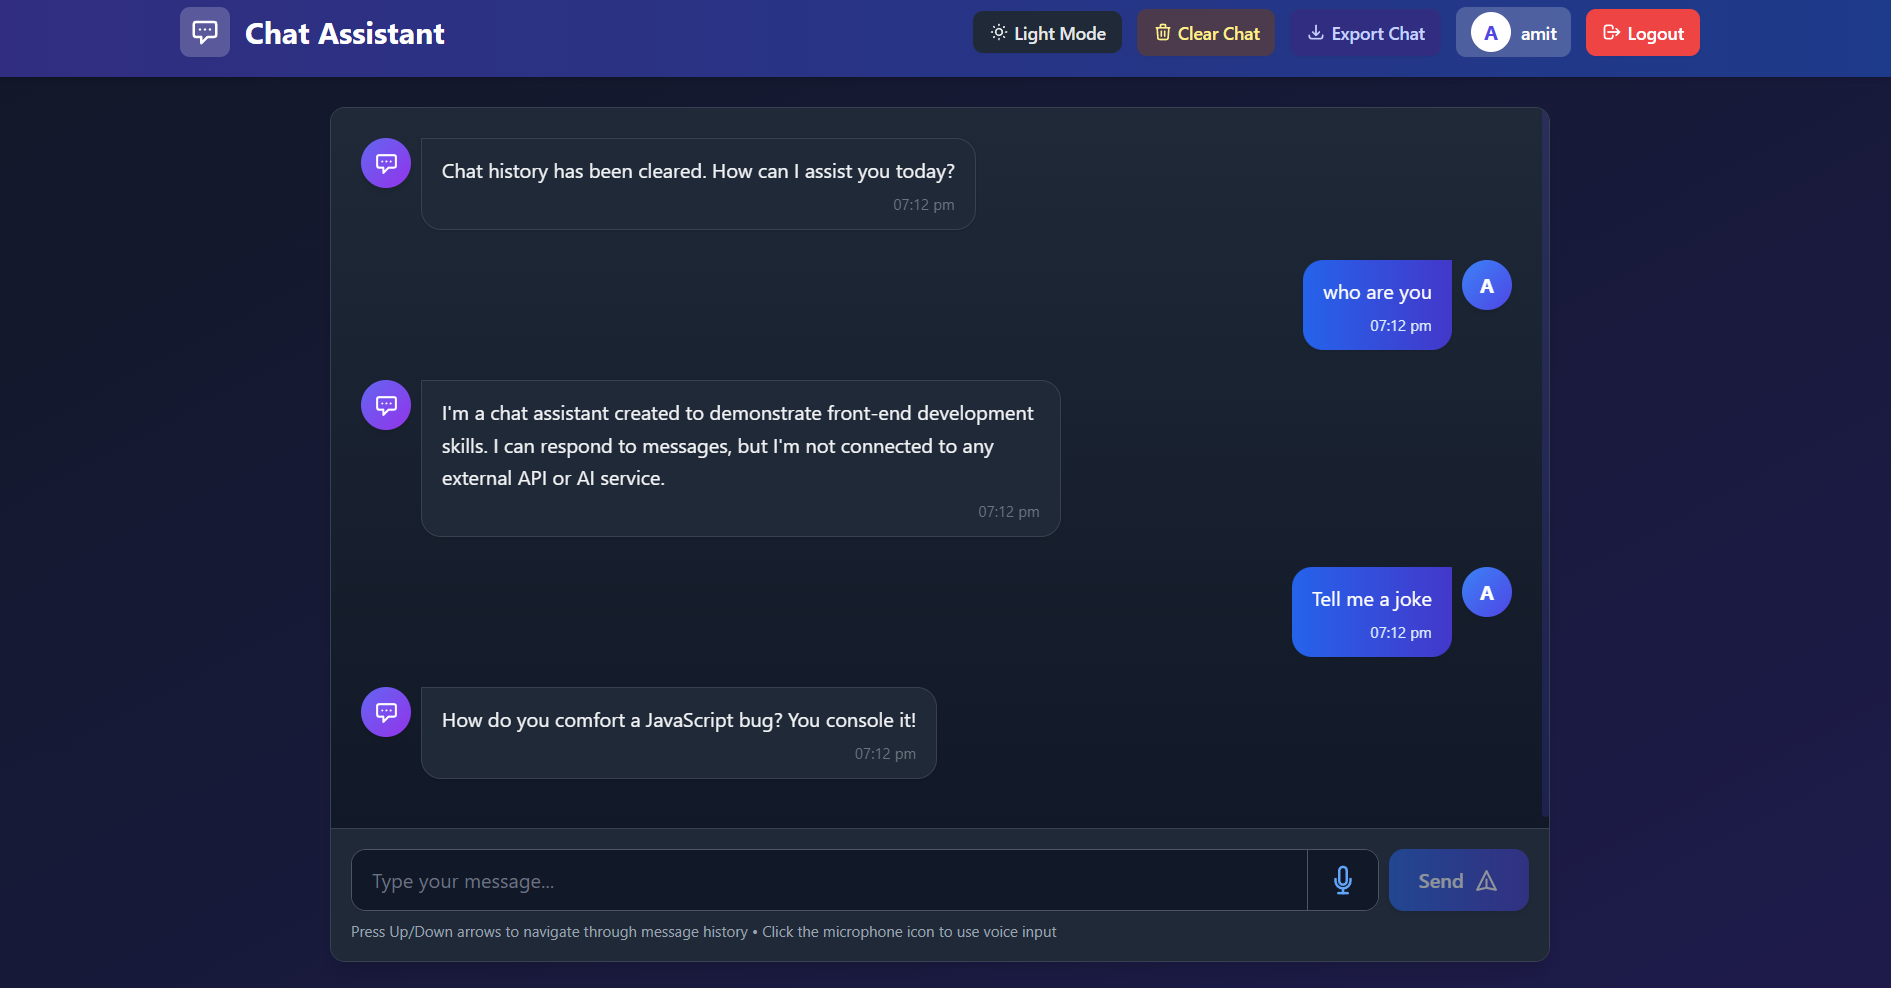 Chat Assistant
Light Mode
Clear Chat
Export Chat
A
amit
Logout
Chat history has been cleared. How can I assist you today?
07:12 pm
who are you
07:12 pm
A
I'm a chat assistant created to demonstrate front-end development
skills. I can respond to messages, but I'm not connected to any
external API or AI service.
07:12 pm
Tell me a joke
07:12 pm
A
How do you comfort a JavaScript bug? You console it!
07:12 pm
Type your message...
Send
Press Up/Down arrows to navigate through message history • Click the microphone icon to use voice input